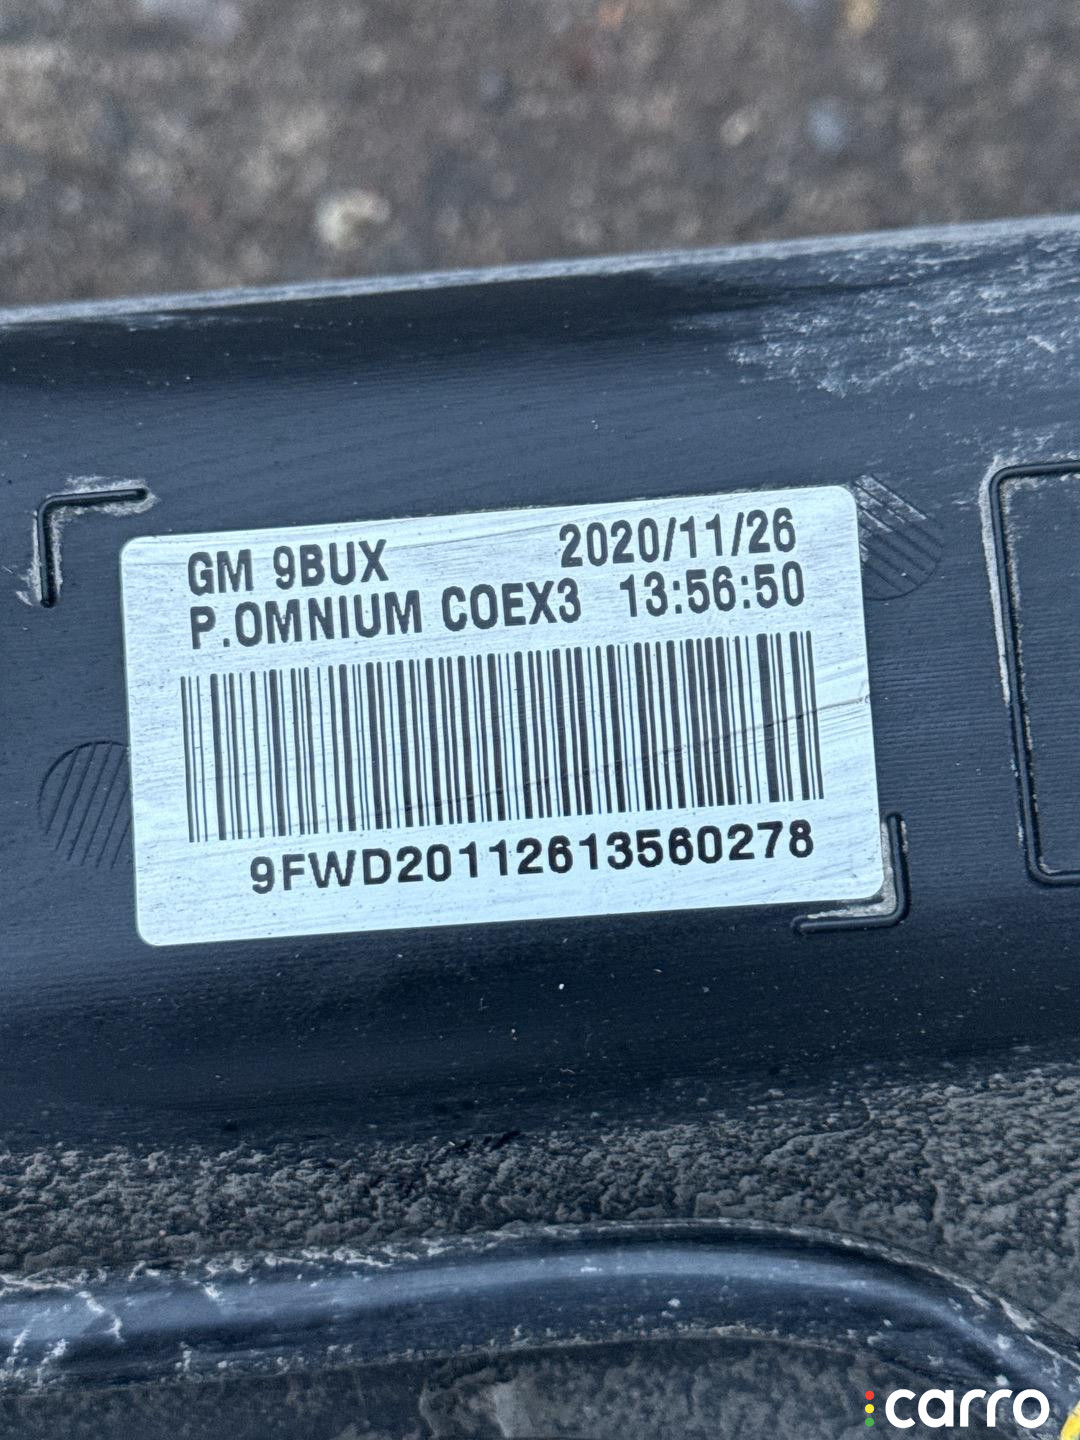 GM 9BUX 2020/11/26
P.OMNIUM COEX3 13:56:50
9FWD20112613560278
carro